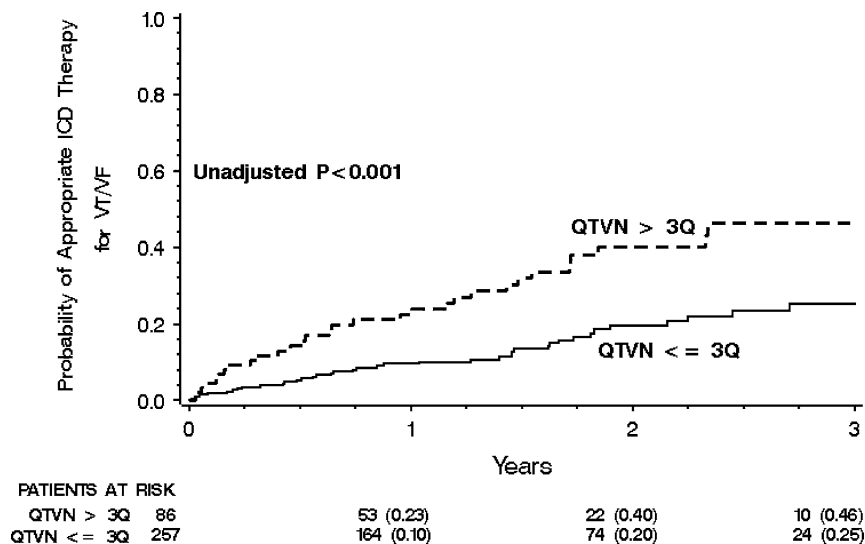 Probability of Appropriate ICD Therapy
for VT/VF
1.0
0.8
0.6
0.4
0.2
0.0
Unadjusted P<0.001
QTVN > 3Q
QTVN <= 3Q
0 1 2 3
Years
PATIENTS AT RISK
QTVN > 3Q 86 53 (0.23) 22 (0.40) 10 (0.46)
QTVN <= 3Q 257 164 (0.10) 74 (0.20) 24 (0.25)